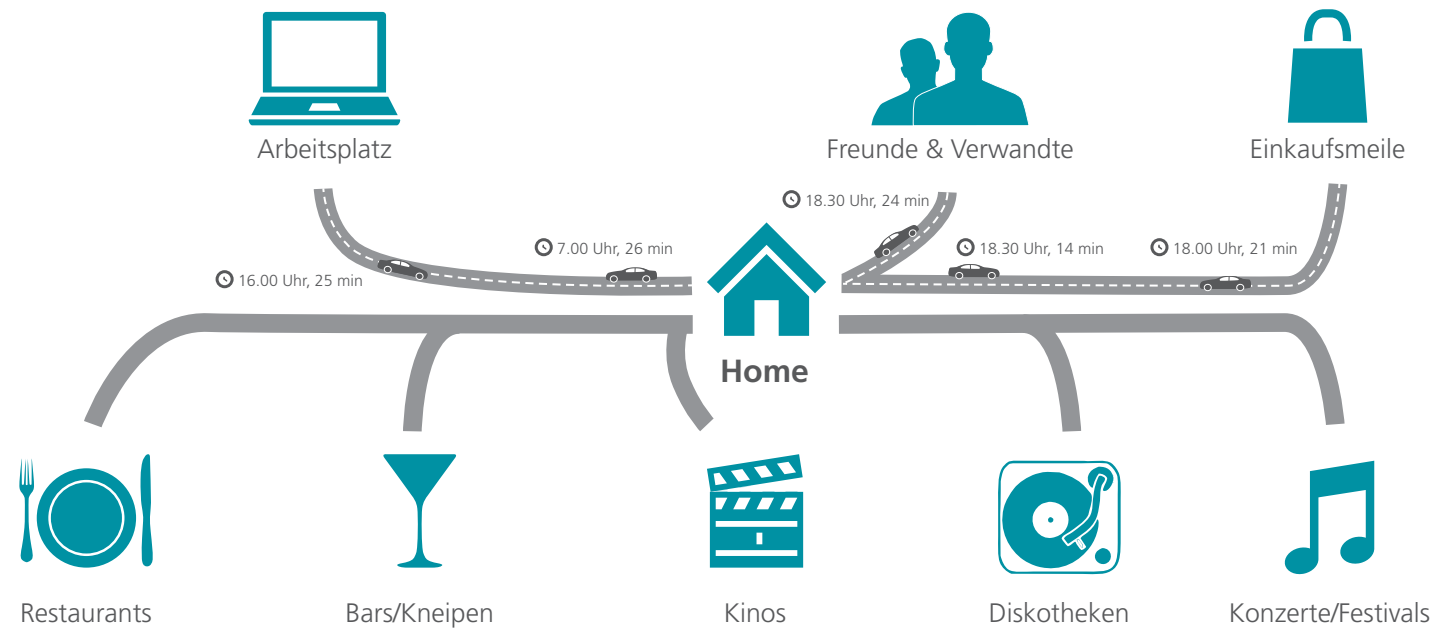 Arbeitsplatz
Freunde & Verwandte
Einkaufsmeile
18.30 Uhr, 24 min
7.00 Uhr, 26 min
18.30 Uhr, 14 min
18.00 Uhr, 21 min
16.00 Uhr, 25 min
Home
Restaurants
Bars/Kneipen
Kinos
Diskotheken
Konzerte/Festivals